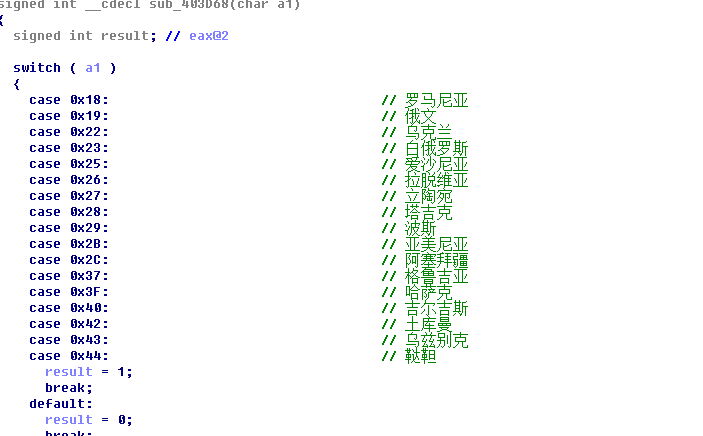 signed int __cdecl sub_403D68(char a1)
{
signed int result; // eax@2
switch ( a1 )
{
case 0x18: // 罗马尼亚
case 0x19: // 俄文
case 0x22: // 乌克兰
case 0x23: // 白俄罗斯
case 0x25: // 爱沙尼亚
case 0x26: // 拉脱维亚
case 0x27: // 立陶宛
case 0x28: // 塔吉克
case 0x29: // 波斯
case 0x2B: // 亚美尼亚
case 0x2C: // 阿塞拜疆
case 0x37: // 格鲁吉亚
case 0x3F: // 哈萨克
case 0x40: // 吉尔吉斯
case 0x42: // 土库曼
case 0x43: // 乌兹别克
case 0x44: // 鞑靼
result = 1;
break;
default:
result = 0;
break;